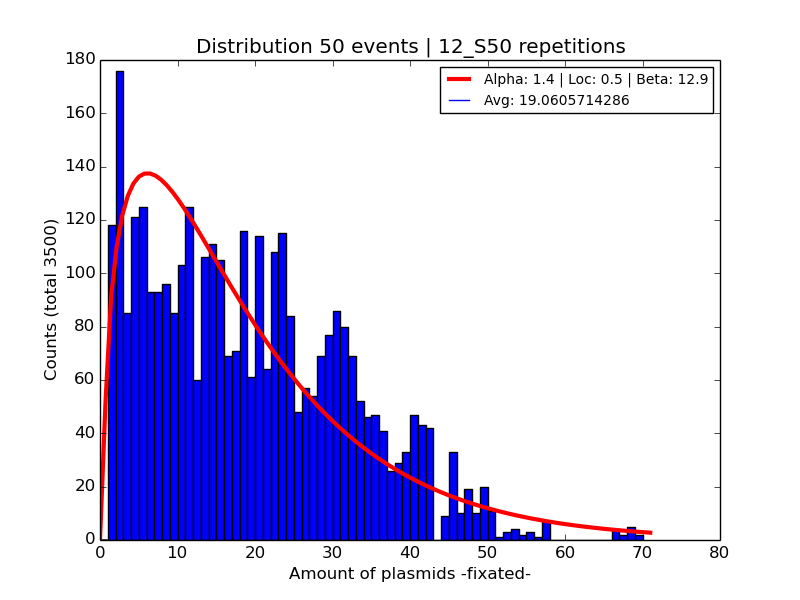 Distribution 50 events | 12_S50 repetitions
Alpha: 1.4 | Loc: 0.5 | Beta: 12.9
Avg: 19.0605714286
180
160
140
120
100
80
60
40
20
0
Counts (total 3500)
0 10 20 30 40 50 60 70 80
Amount of plasmids -fixated-